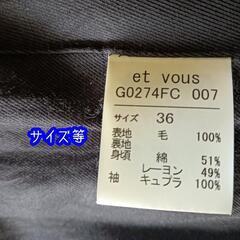 サイズ等
et vous
G0274FC 007
サイズ 36
表地 毛 100%
裏地
身頃 綿 51%
レーヨン 49%
袖 キュプラ 100%